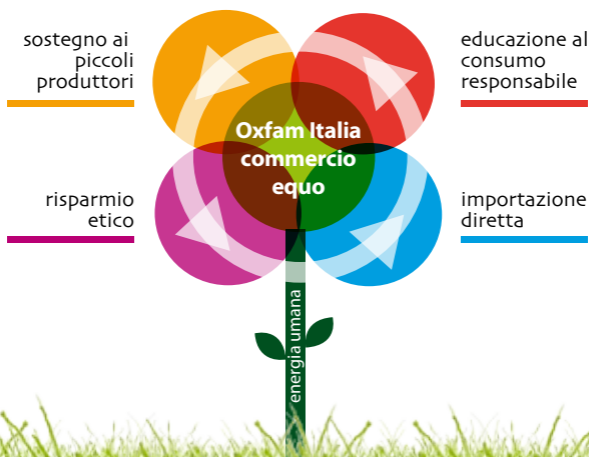 sostegno ai
piccoli
produttori
educazione al
consumo
responsabile
Oxfam Italia
commercio
equo
risparmio
etico
importazione
diretta
energia umana